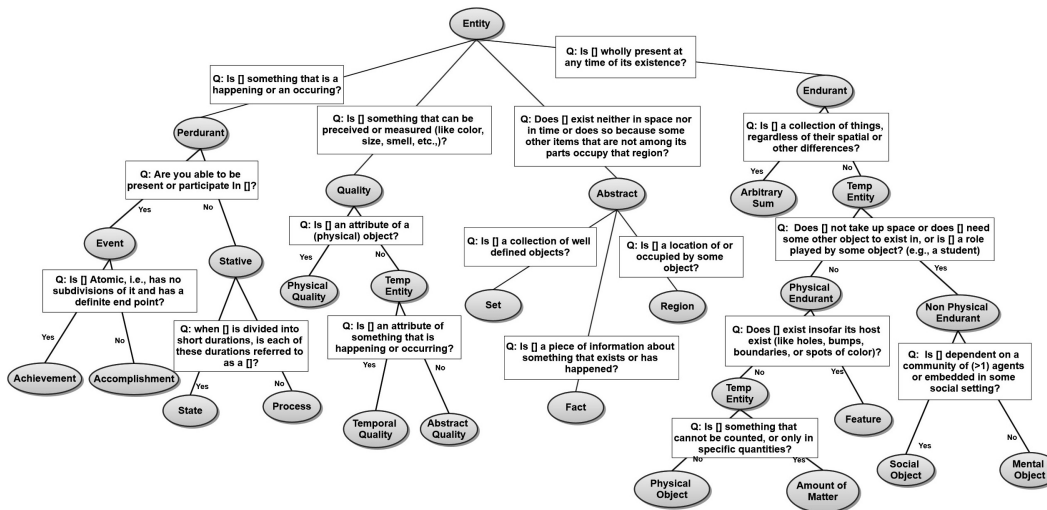 Entity
Q: Is [] wholly present at
any time of its existence?
Q: Is [] something that is a
happening or an occuring?
Endurant
Q: Is [] something that can be
preceived or measured (like color,
size, smell, etc.,)?
Q: Does [] exist neither in space nor
in time or does so because some
other items that are not among its
parts occupy that region?
Q: Is [] a collection of things,
regardless of their spatial or
other differences?
Perdurant
Q: Are you able to be
present or participate In []?
Yes
No
Quality
Abstract
Arbitrary
Sum
Temp
Entity
Yes
No
Q: Is [] an attribute of a
(physical) object?
Q: Does [] not take up space or does [] need
some other object to exist in, or is [] a role
played by some object? (e.g., a student)
Event
Stative
Q: Is [] a collection of well
defined objects?
Q: Is [] a location of or
occupied by some
object?
Yes
No
No
Yes
Q: Is [] Atomic, i.e., has no
subdivisions of it and has a
definite end point?
Physical
Quality
Temp
Entity
Set
Region
Physical
Endurant
Non Physical
Endurant
Q: when [] is divided into
short durations, is each of
these durations referred to
as a []?
Q: Is [] an attribute of
something that is
happening or occurring?
Q: Does [] exist insofar its host
exist (like holes, bumps,
boundaries, or spots of color)?
Yes
No
Q: Is [] a piece of information about
something that exists or has
happened?
Q: Is [] dependent on a
community of (>1) agents
or embedded in some
social setting?
Yes
No
No
Yes
Achievement
Accomplishment
Yes
No
Temp
Entity
State
Process
Fact
Feature
Temporal
Quality
Abstract
Quality
Q: Is [] something that
cannot be counted, or only in
specific quantities?
Yes
No
No
Yes
Social
Object
Mental
Object
Physical
Object
Amount of
Matter